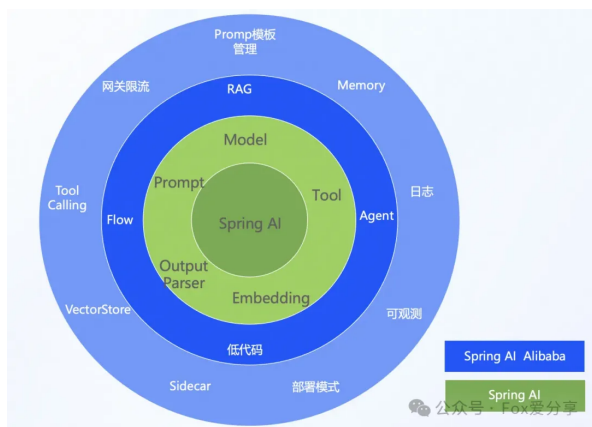 Promp模板
管理
网关限流
RAG
Memory
Model
Prompt
Tool
Tool
Calling
日志
Flow
Agent
Spring AI
Output
Parser
Embedding
VectorStore
可观测
低代码
Spring AI Alibaba
Sidecar
部署模式
Spring AI
公众号 · Fox爱分享